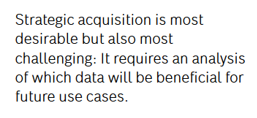 Strategic acquisition is most
desirable but also most
challenging: It requires an analysis
of which data will be beneficial for
future use cases.